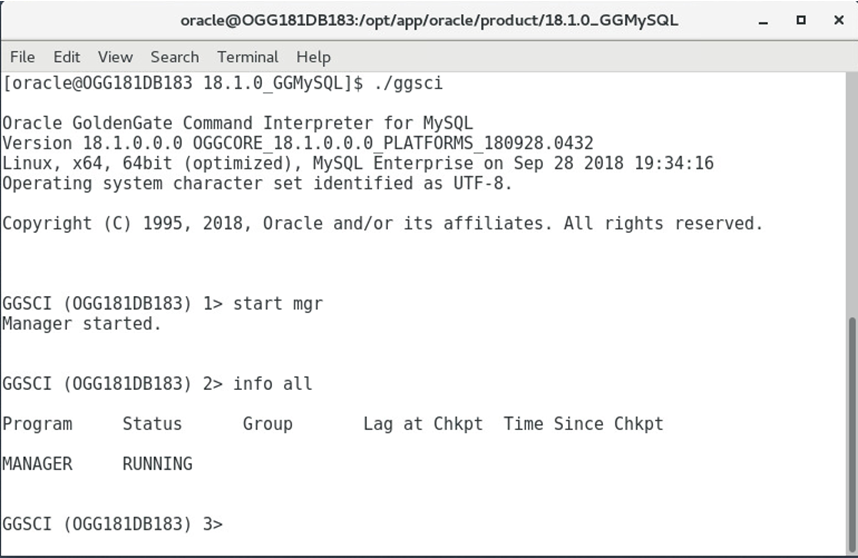 oracle@OGG181DB183:/opt/app/oracle/product/18.1.0_GGMySQL
File Edit View Search Terminal Help
[oracle@OGG181DB183 18.1.0_GGMySQL]$ ./ggsci
Oracle GoldenGate Command Interpreter for MySQL
Version 18.1.0.0.0 OGGCORE_18.1.0.0.0_PLATFORMS_180928.0432
Linux, x64, 64bit (optimized), MySQL Enterprise on Sep 28 2018 19:34:16
Operating system character set identified as UTF-8.
Copyright (C) 1995, 2018, Oracle and/or its affiliates. All rights reserved.
GGSCI (OGG181DB183) 1> start mgr
Manager started.
GGSCI (OGG181DB183) 2> info all
Program     Status      Group       Lag at Chkpt  Time Since Chkpt
MANAGER     RUNNING
GGSCI (OGG181DB183) 3>